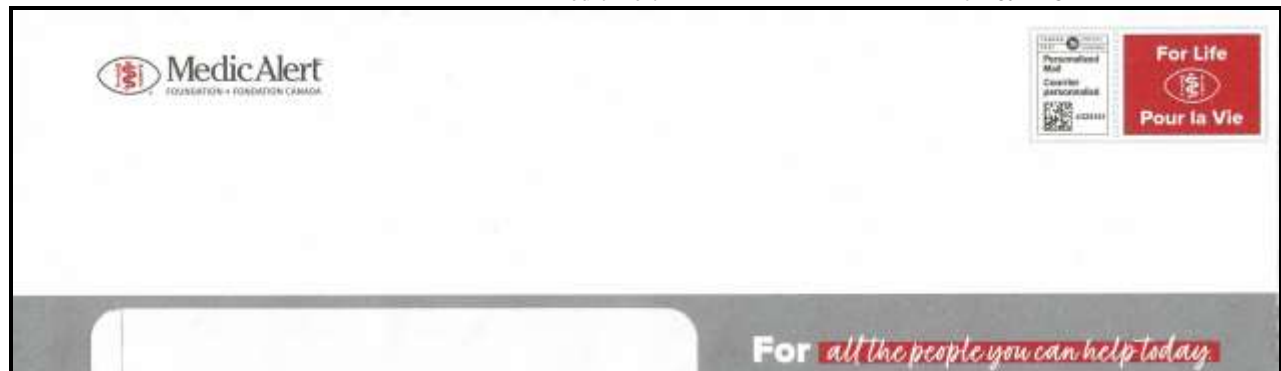 MedicAlert
FOUNDATION • FONDATION CANADA
Personalized
Mail
Courrier
personnalisé
For Life
Pour la Vie
For all the people you can help today.